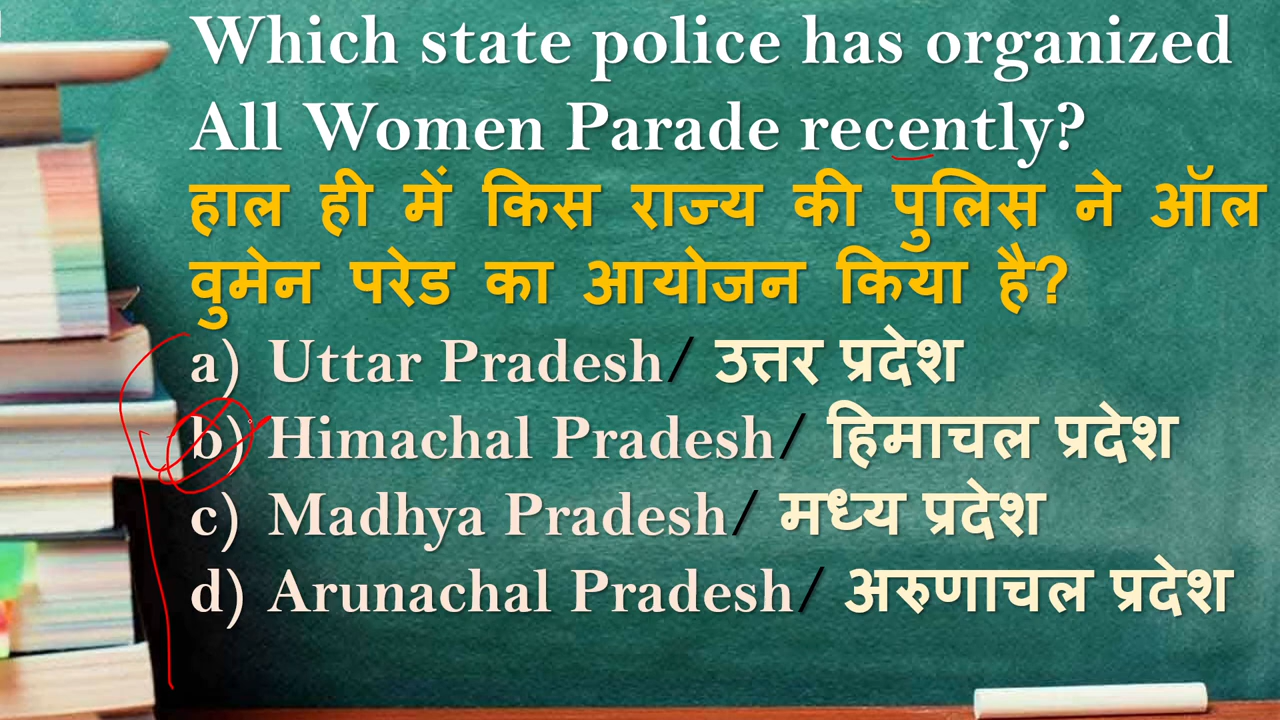 Which state police has organized
All Women Parade recently?
हाल ही में किस राज्य की पुलिस ने ऑल
वुमेन परेड का आयोजन किया है?
a) Uttar Pradesh/ उत्तर प्रदेश
b) Himachal Pradesh/ हिमाचल प्रदेश
c) Madhya Pradesh/ मध्य प्रदेश
d) Arunachal Pradesh/ अरुणाचल प्रदेश